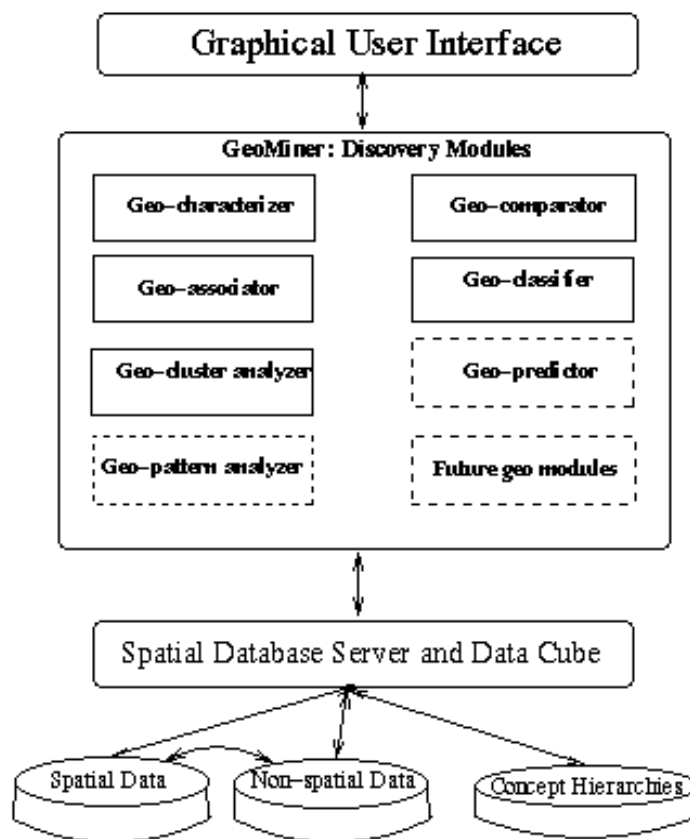 Graphical User Interface
GeoMiner: Discovery Modules
Geo-characterizer
Geo-comparator
Geo-associator
Geo-classifier
Geo-cluster analyzer
Geo-predictor
Geo-pattern analyzer
Future geo modules
Spatial Database Server and Data Cube
Spatial Data
Non-spatial Data
Concept Hierarchies